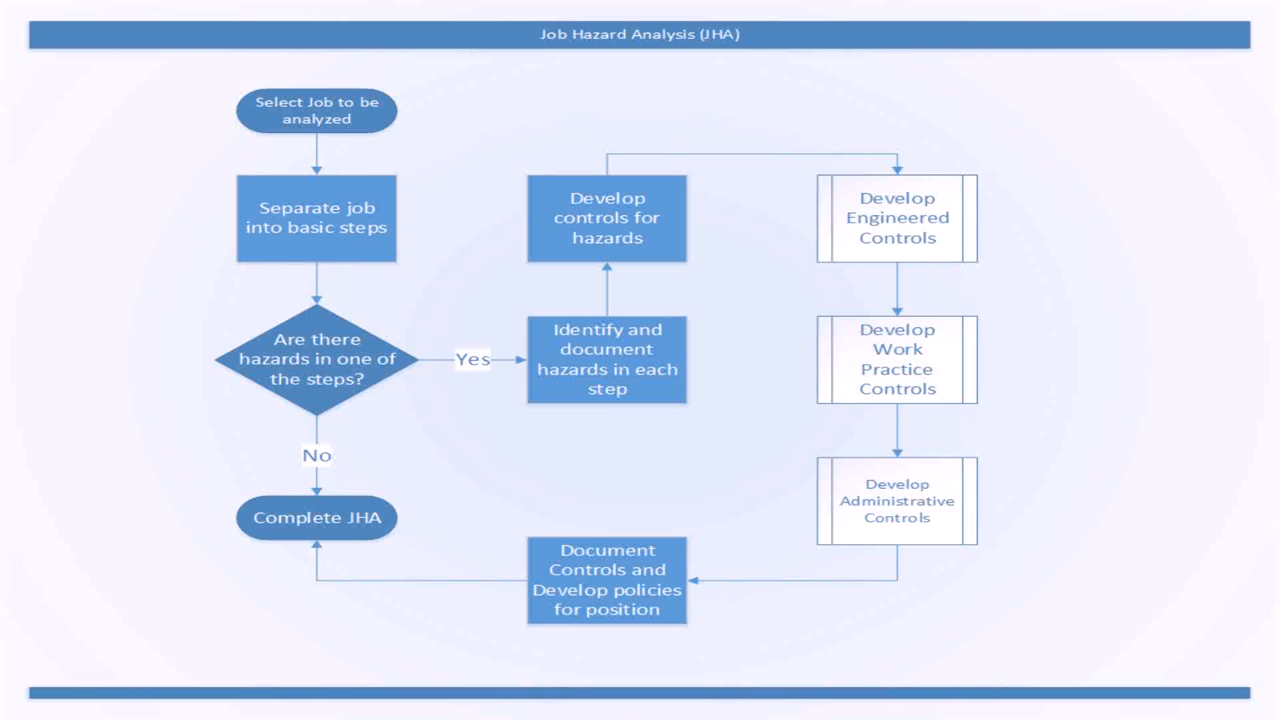 Job Hazard Analysis (JHA)
Select Job to be
analyzed
Separate job
into basic steps
Are there
hazards in one of
the steps?
Yes
No
Complete JHA
Identify and
document
hazards in each
step
Develop
controls for
hazards
Develop
Engineered
Controls
Develop
Work
Practice
Controls
Develop
Administrative
Controls
Document
Controls and
Develop policies
for position